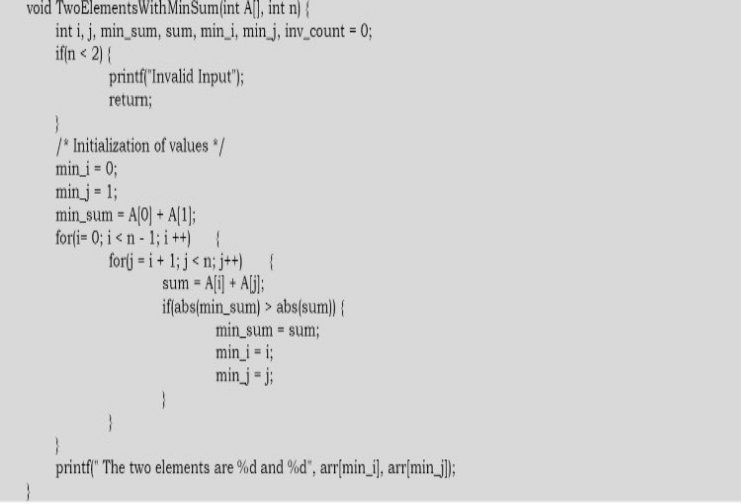 void TwoElementsWithMinSum(int A[], int n) {
int i, j, min_sum, sum, min_i, min_j, inv_count = 0;
if(n < 2) {
printf("Invalid Input");
return;
}
/* Initialization of values */
min_i = 0;
min_j = 1;
min_sum = A[0] + A[1];
for(i= 0; i < n - 1; i ++) {
for(j = i + 1; j < n; j++) {
sum = A[i] + A[j];
if(abs(min_sum) > abs(sum)) {
min_sum = sum;
min_i = i;
min_j = j;
}
}
}
printf(" The two elements are %d and %d", arr[min_i], arr[min_j]);
}